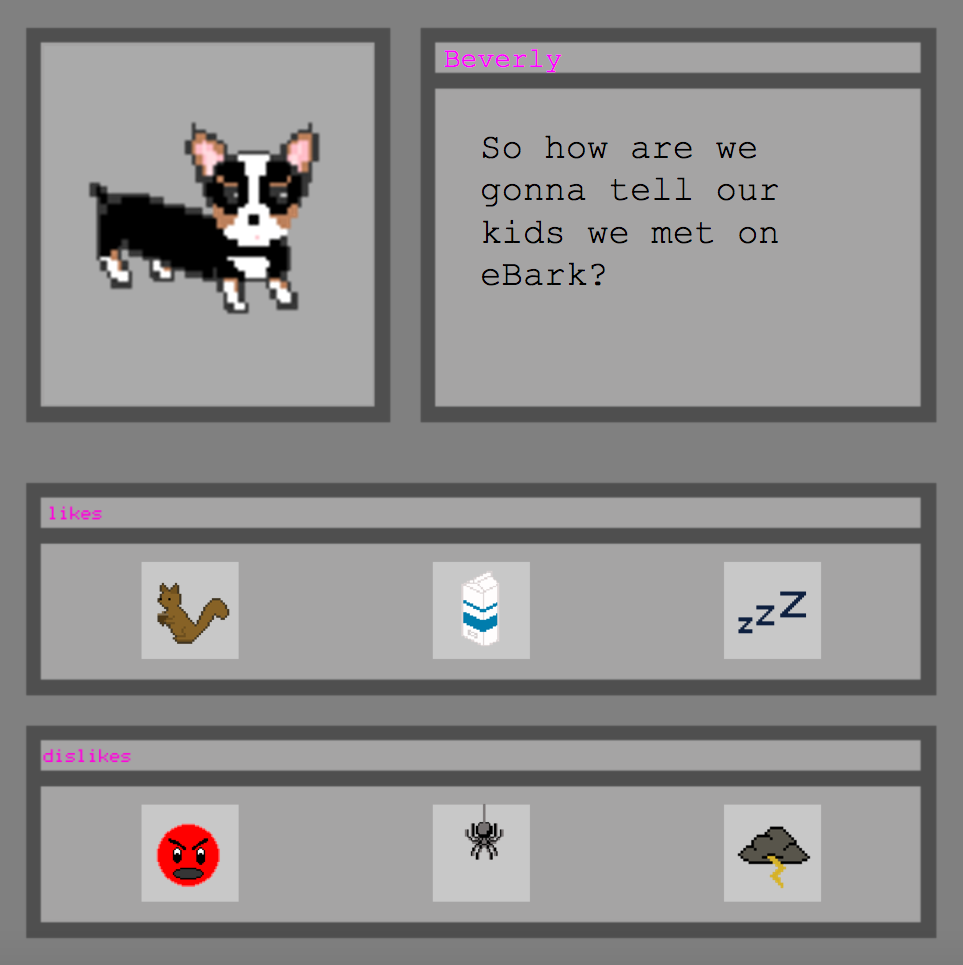 Beverly
So how are we
gonna tell our
kids we met on
eBark?
likes
zzZ
dislikes